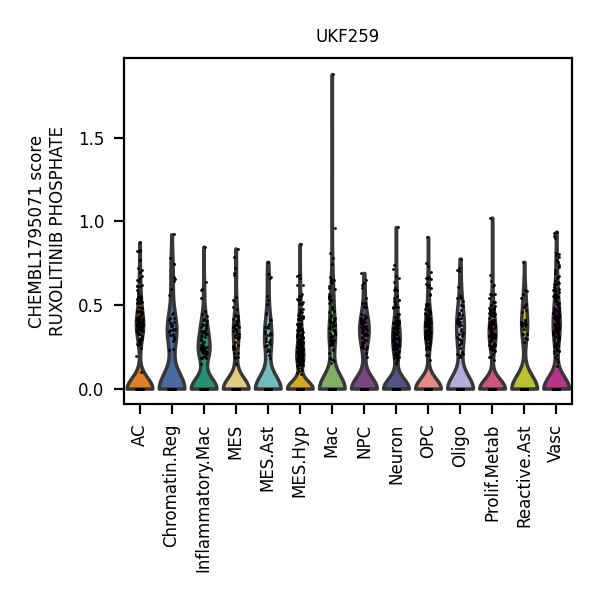 UKF259
CHEMBL1795071 score
RUXOLITINIB PHOSPHATE
1.5
1.0
0.5
0.0
AC
Chromatin.Reg
Inflammatory.Mac
MES
MES.Ast
MES.Hyp
Mac
NPC
Neuron
OPC
Oligo
Prolif.Metab
Reactive.Ast
Vasc